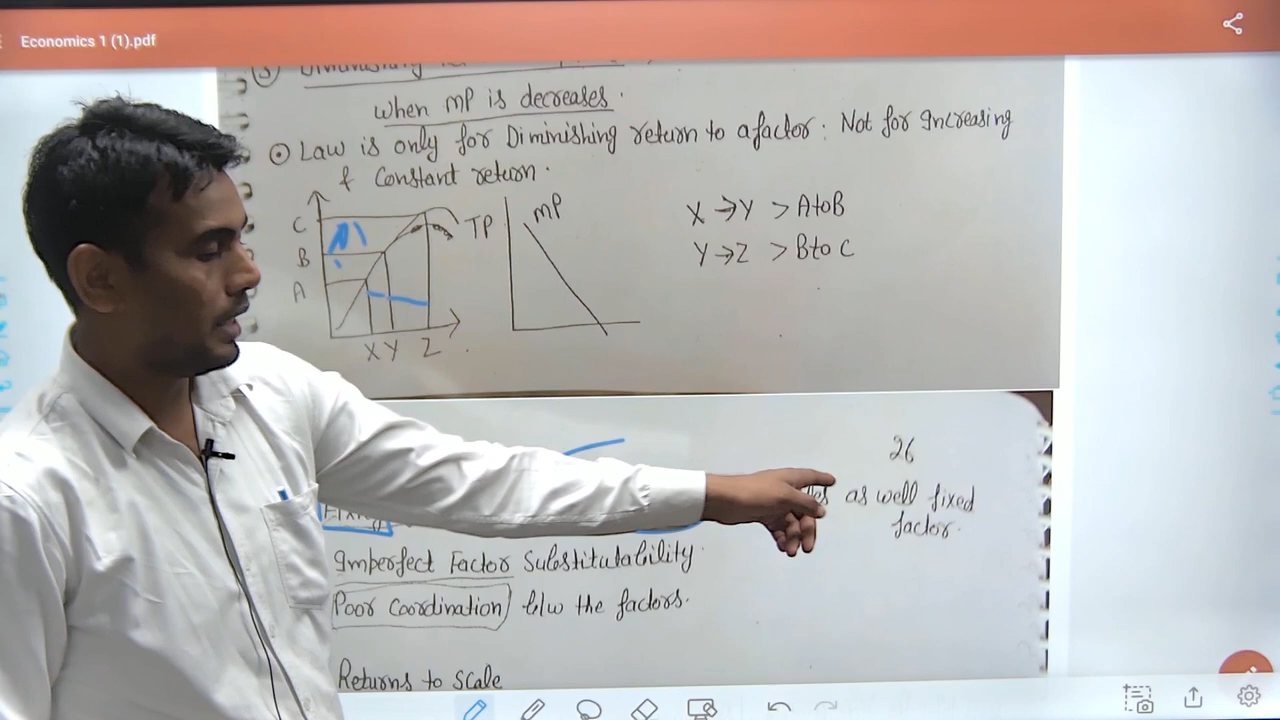 Economics 1 (1).pdf
when MP is decreases.
Law is only for Diminishing return to a factor: Not for Increasing
& Constant return.
C
B
A
TP
X Y Z
MP
X → Y > A to B
Y → Z > B to C
26
as well fixed
factor.
Imperfect Factor Substitutability.
Poor Coordination b/w the factors.
Returns to scale